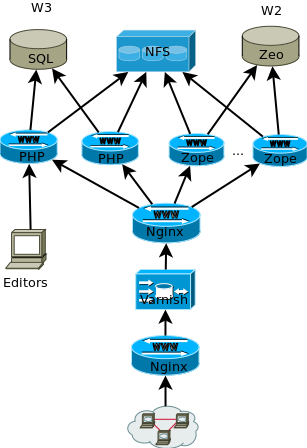 W3
W2
SQL
NFS
Zeo
WWW
PHP
WWW
PHP
WWW
Zope
...
WWW
Zope
WWW
Nginx
Editors
Varnish
WWW
Nginx